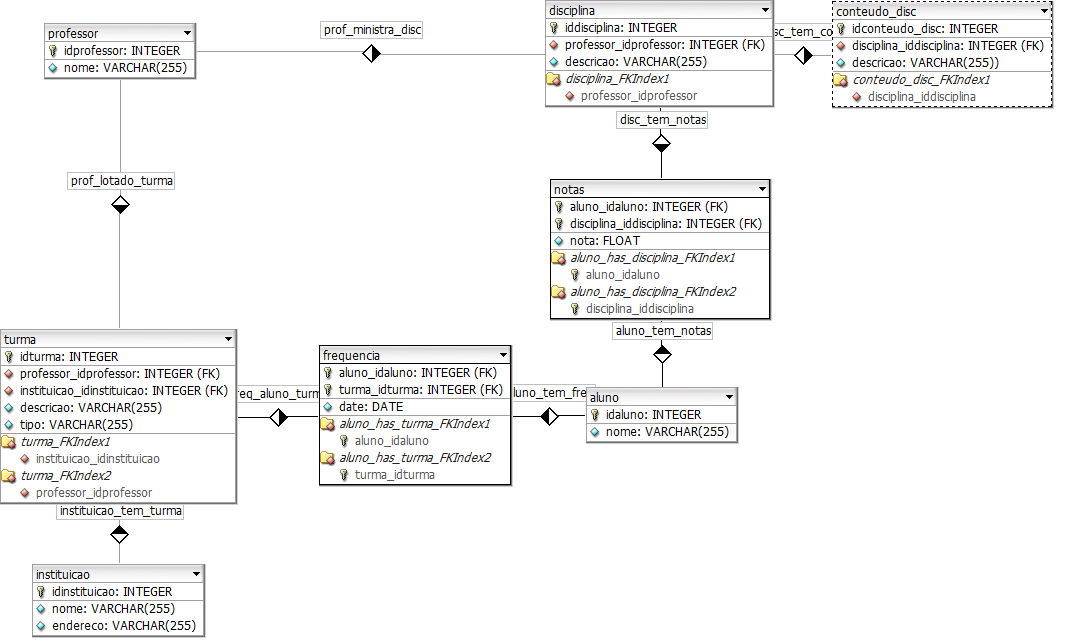 professor
idprofessor: INTEGER
nome: VARCHAR(255)
prof_ministra_disc
disciplina
iddisciplina: INTEGER
professor_idprofessor: INTEGER (FK)
descricao: VARCHAR(255)
disciplina_FKIndex1
professor_idprofessor
sc_tem_co
conteudo_disc
idconteudo_disc: INTEGER
disciplina_iddisciplina: INTEGER (FK)
descricao: VARCHAR(255))
conteudo_disc_FKIndex1
disciplina_iddisciplina
disc_tem_notas
prof_lotado_turma
notas
aluno_idaluno: INTEGER (FK)
disciplina_iddisciplina: INTEGER (FK)
nota: FLOAT
aluno_has_disciplina_FKIndex1
aluno_idaluno
aluno_has_disciplina_FKIndex2
disciplina_iddisciplina
aluno_tem_notas
turma
idturma: INTEGER
professor_idprofessor: INTEGER (FK)
instituicao_idinstituicao: INTEGER (FK)
descricao: VARCHAR(255)
tipo: VARCHAR(255)
turma_FKIndex1
instituicao_idinstituicao
turma_FKIndex2
professor_idprofessor
req_aluno_turm
frequencia
aluno_idaluno: INTEGER (FK)
turma_idturma: INTEGER (FK)
date: DATE
aluno_has_turma_FKIndex1
aluno_idaluno
aluno_has_turma_FKIndex2
turma_idturma
luno_tem_fre
aluno
idaluno: INTEGER
nome: VARCHAR(255)
instituicao_tem_turma
instituicao
idinstituicao: INTEGER
nome: VARCHAR(255)
endereco: VARCHAR(255)